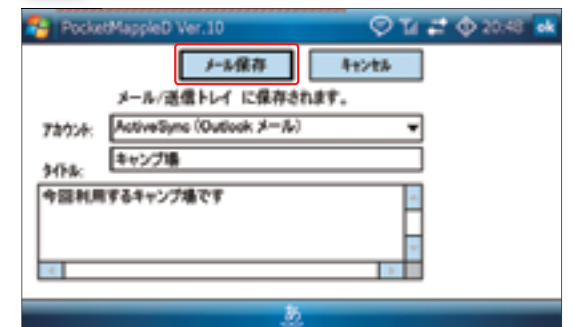 PocketMappleD Ver.10 20:48 ok
メール保存 キャンセル
メール/送信トレイ に保存されます。
アカウント: ActiveSync (Outlook メール)
タイトル: キャンプ場
今回利用するキャンプ場です
あ